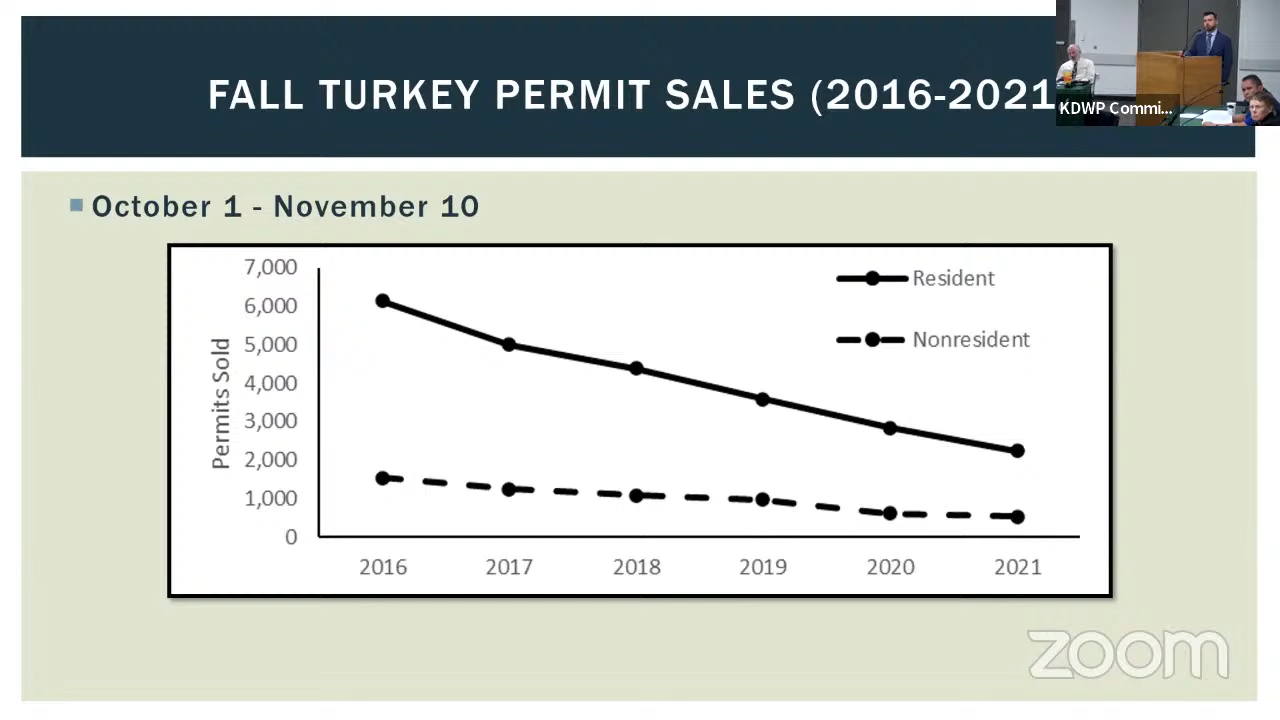 FALL TURKEY PERMIT SALES (2016-2021
KDWP Commi...
October 1 - November 10
7,000
6,000
5,000
4,000
3,000
2,000
1,000
0
Permits Sold
Resident
Nonresident
2016 2017 2018 2019 2020 2021
zoom